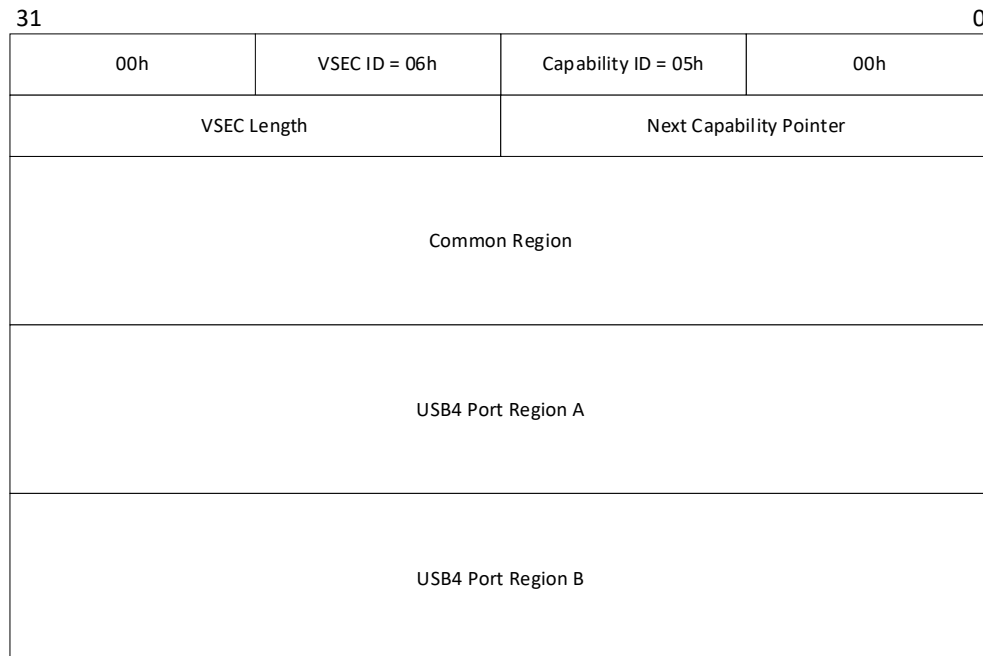 31 0
00h VSEC ID = 06h Capability ID = 05h 00h
VSEC Length Next Capability Pointer
Common Region
USB4 Port Region A
USB4 Port Region B